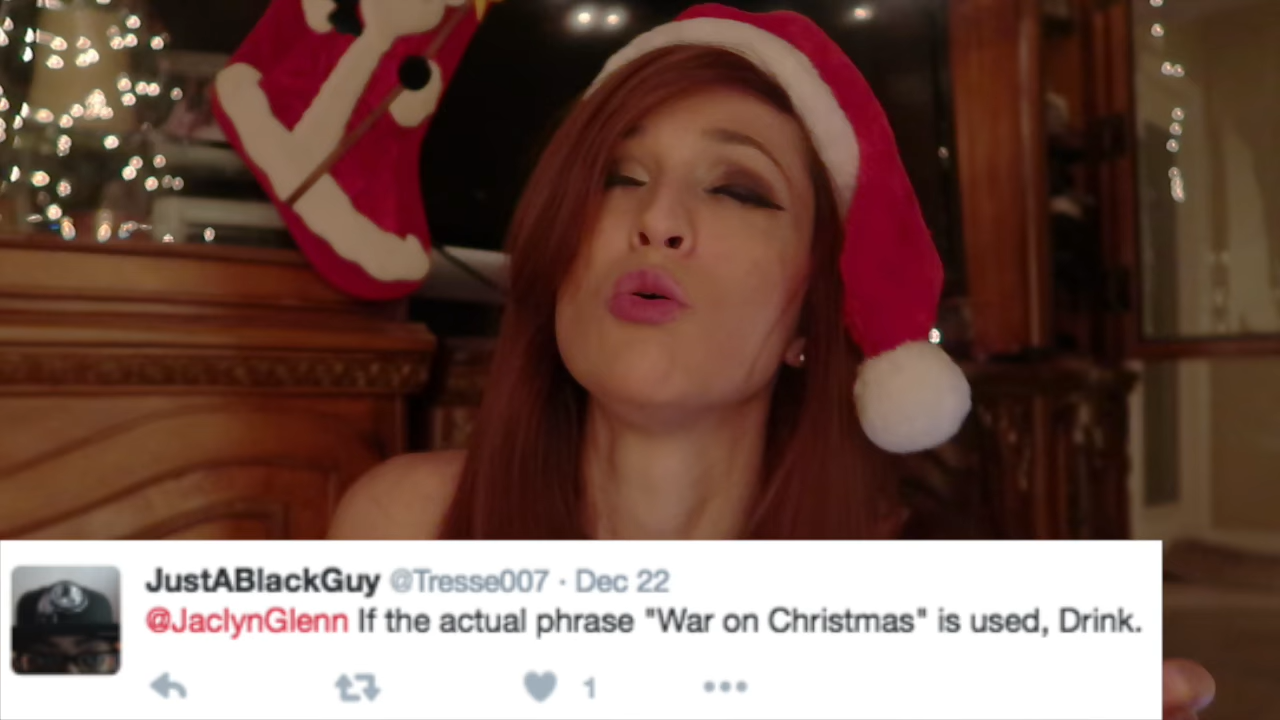 JustABlackGuy @Tresse007 · Dec 22
@JaclynGlenn If the actual phrase "War on Christmas" is used, Drink.
1